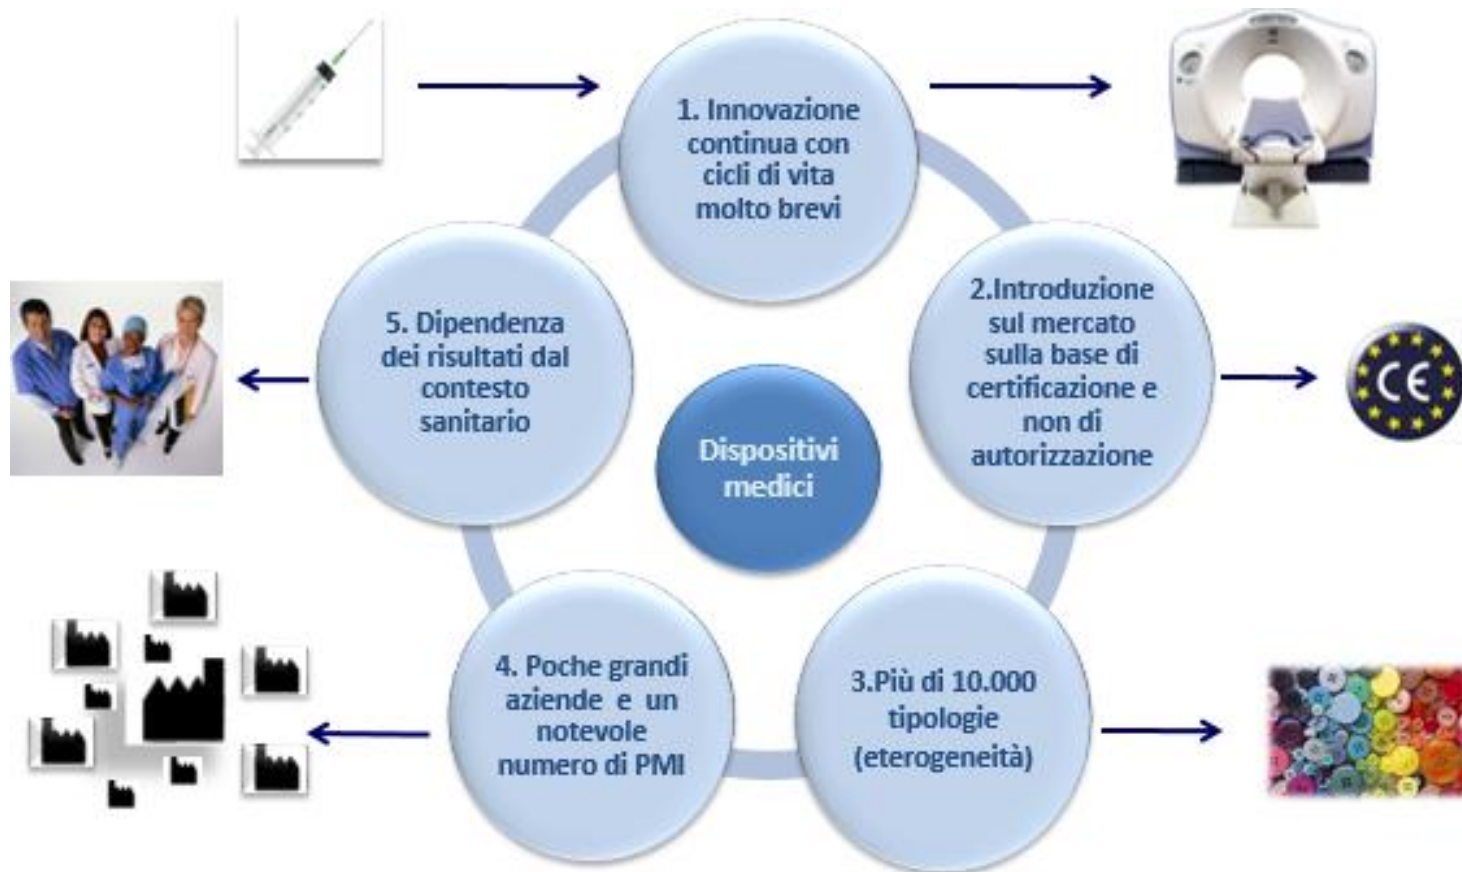 1. Innovazione
continua con
cicli di vita
molto brevi
2.Introduzione
sul mercato
sulla base di
certificazione e
non di
autorizzazione
CE
3.Più di 10.000
tipologie
(eterogeneità)
4. Poche grandi
aziende e un
notevole
numero di PMI
5. Dipendenza
dei risultati dal
contesto
sanitario
Dispositivi
medici